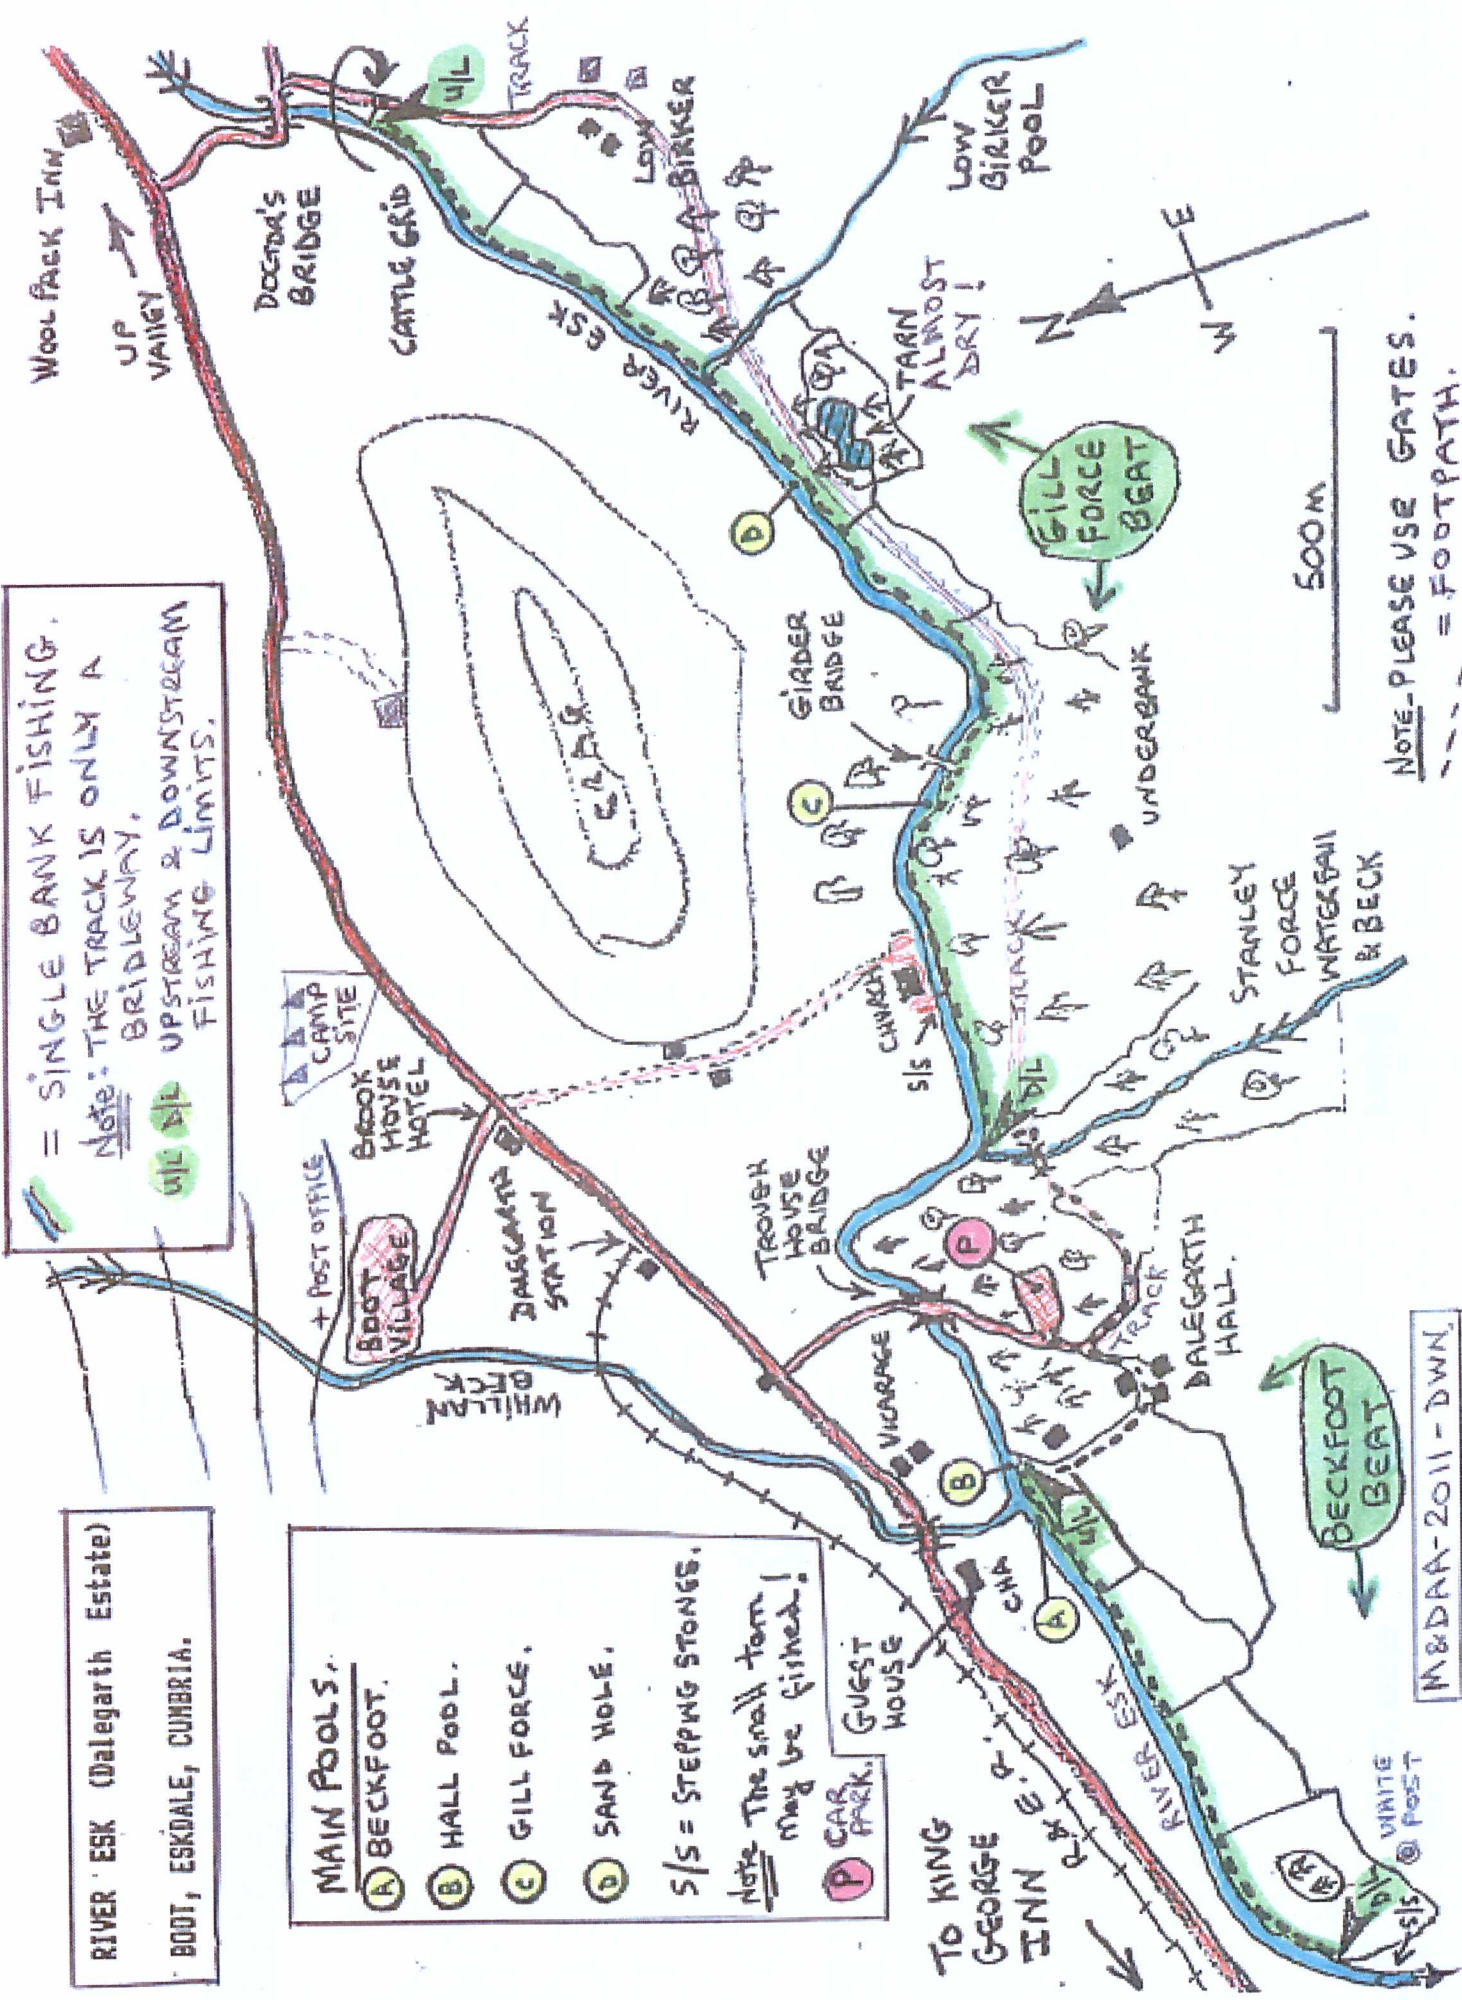 RIVER ESK (Dalegarth Estate)
BOOT, ESKDALE, CUMBRIA.
= SINGLE BANK FISHING.
Note: THE TRACK IS ONLY A
BRIDLEWAY.
U/L D/L UPSTREAM & DOWNSTREAM
FISHING LIMITS.
MAIN POOLS.
A BECKFOOT.
B HALL POOL.
C GILL FORCE.
D SAND HOLE.
S/S = STEPPING STONES.
Note The small tarn
may be fished!
P CAR
PARK.
+ POST OFFICE
BOOT
VILLAGE
WHILLAN
BECK
CAMP
SITE
BROOK
HOUSE
HOTEL
DALEGARTH
STATION
WOOL PACK INN
UP
VALLEY
DOCTOR'S
BRIDGE
CATTLE GRID
U/L
TRACK
LOW
BIRKER
LOW
BIRKER
POOL
RIVER ESK
CRAG
D
TARN
ALMOST
DRY!
GIRDER
BRIDGE
C
CHURCH
S/S
TRACK
UNDERBANK
D/L
STANLEY
FORCE
WATERFALL
& BECK
TROUGH
HOUSE
BRIDGE
P
TRACK
DALEGARTH
HALL.
VICARAGE
B
U/L
A
CHA
GUEST
HOUSE
R & E.R.
TO KING
GEORGE
INN
RIVER ESK
D/L
S/S
@ WHITE
POST
GILL
FORCE
BEAT
BECKFOOT
BEAT
N
E
W
500m
NOTE-PLEASE USE GATES.
---- = FOOTPATH.
M&DAA-2011-DWN